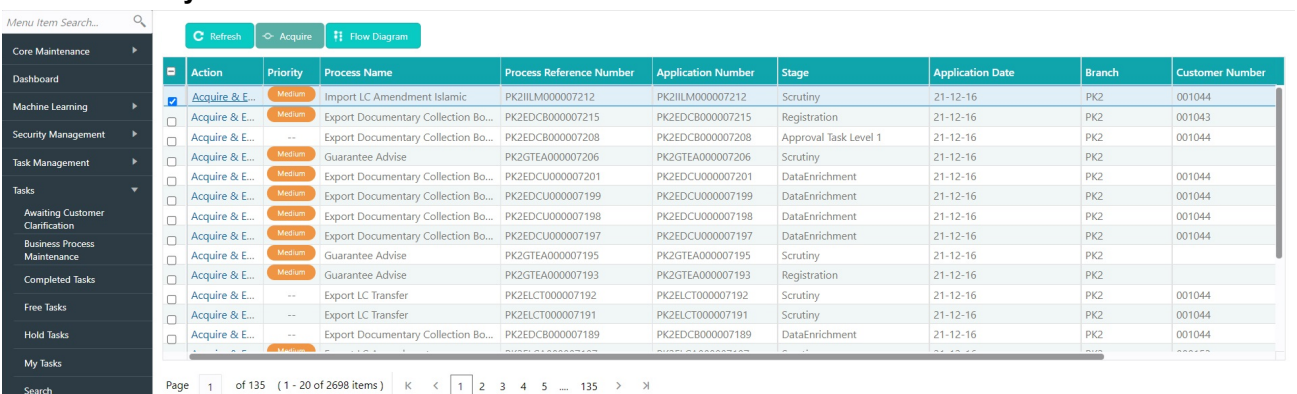 Menu Item Search...
Core Maintenance
Dashboard
Machine Learning
Security Management
Task Management
Tasks
Awaiting Customer
Clarification
Business Process
Maintenance
Completed Tasks
Free Tasks
Hold Tasks
My Tasks
Search
Refresh Acquire Flow Diagram
Action Priority Process Name Process Reference Number Application Number Stage Application Date Branch Customer Number
Acquire & E... Medium Import LC Amendment Islamic PK2IILM000007212 PK2IILM000007212 Scrutiny 21-12-16 PK2 001044
Acquire & E... Medium Export Documentary Collection Bo... PK2EDCB000007215 PK2EDCB000007215 Registration 21-12-16 PK2 001043
Acquire & E... -- Export Documentary Collection Bo... PK2EDCB000007208 PK2EDCB000007208 Approval Task Level 1 21-12-16 PK2 001044
Acquire & E... Medium Guarantee Advise PK2GTEA000007206 PK2GTEA000007206 Scrutiny 21-12-16 PK2
Acquire & E... Medium Export Documentary Collection Bo... PK2EDCU000007201 PK2EDCU000007201 DataEnrichment 21-12-16 PK2 001044
Acquire & E... Medium Export Documentary Collection Bo... PK2EDCU000007199 PK2EDCU000007199 DataEnrichment 21-12-16 PK2 001044
Acquire & E... Medium Export Documentary Collection Bo... PK2EDCU000007198 PK2EDCU000007198 DataEnrichment 21-12-16 PK2 001044
Acquire & E... Medium Export Documentary Collection Bo... PK2EDCU000007197 PK2EDCU000007197 DataEnrichment 21-12-16 PK2 001044
Acquire & E... Medium Guarantee Advise PK2GTEA000007195 PK2GTEA000007195 Scrutiny 21-12-16 PK2
Acquire & E... Medium Guarantee Advise PK2GTEA000007193 PK2GTEA000007193 Registration 21-12-16 PK2
Acquire & E... -- Export LC Transfer PK2ELCT000007192 PK2ELCT000007192 Scrutiny 21-12-16 PK2 001044
Acquire & E... -- Export LC Transfer PK2ELCT000007191 PK2ELCT000007191 Scrutiny 21-12-16 PK2 001044
Acquire & E... -- Export Documentary Collection Bo... PK2EDCB000007189 PK2EDCB000007189 DataEnrichment 21-12-16 PK2 001044
Page 1 of 135 ( 1 - 20 of 2698 items ) K < 1 2 3 4 5 .... 135 > ꓘ